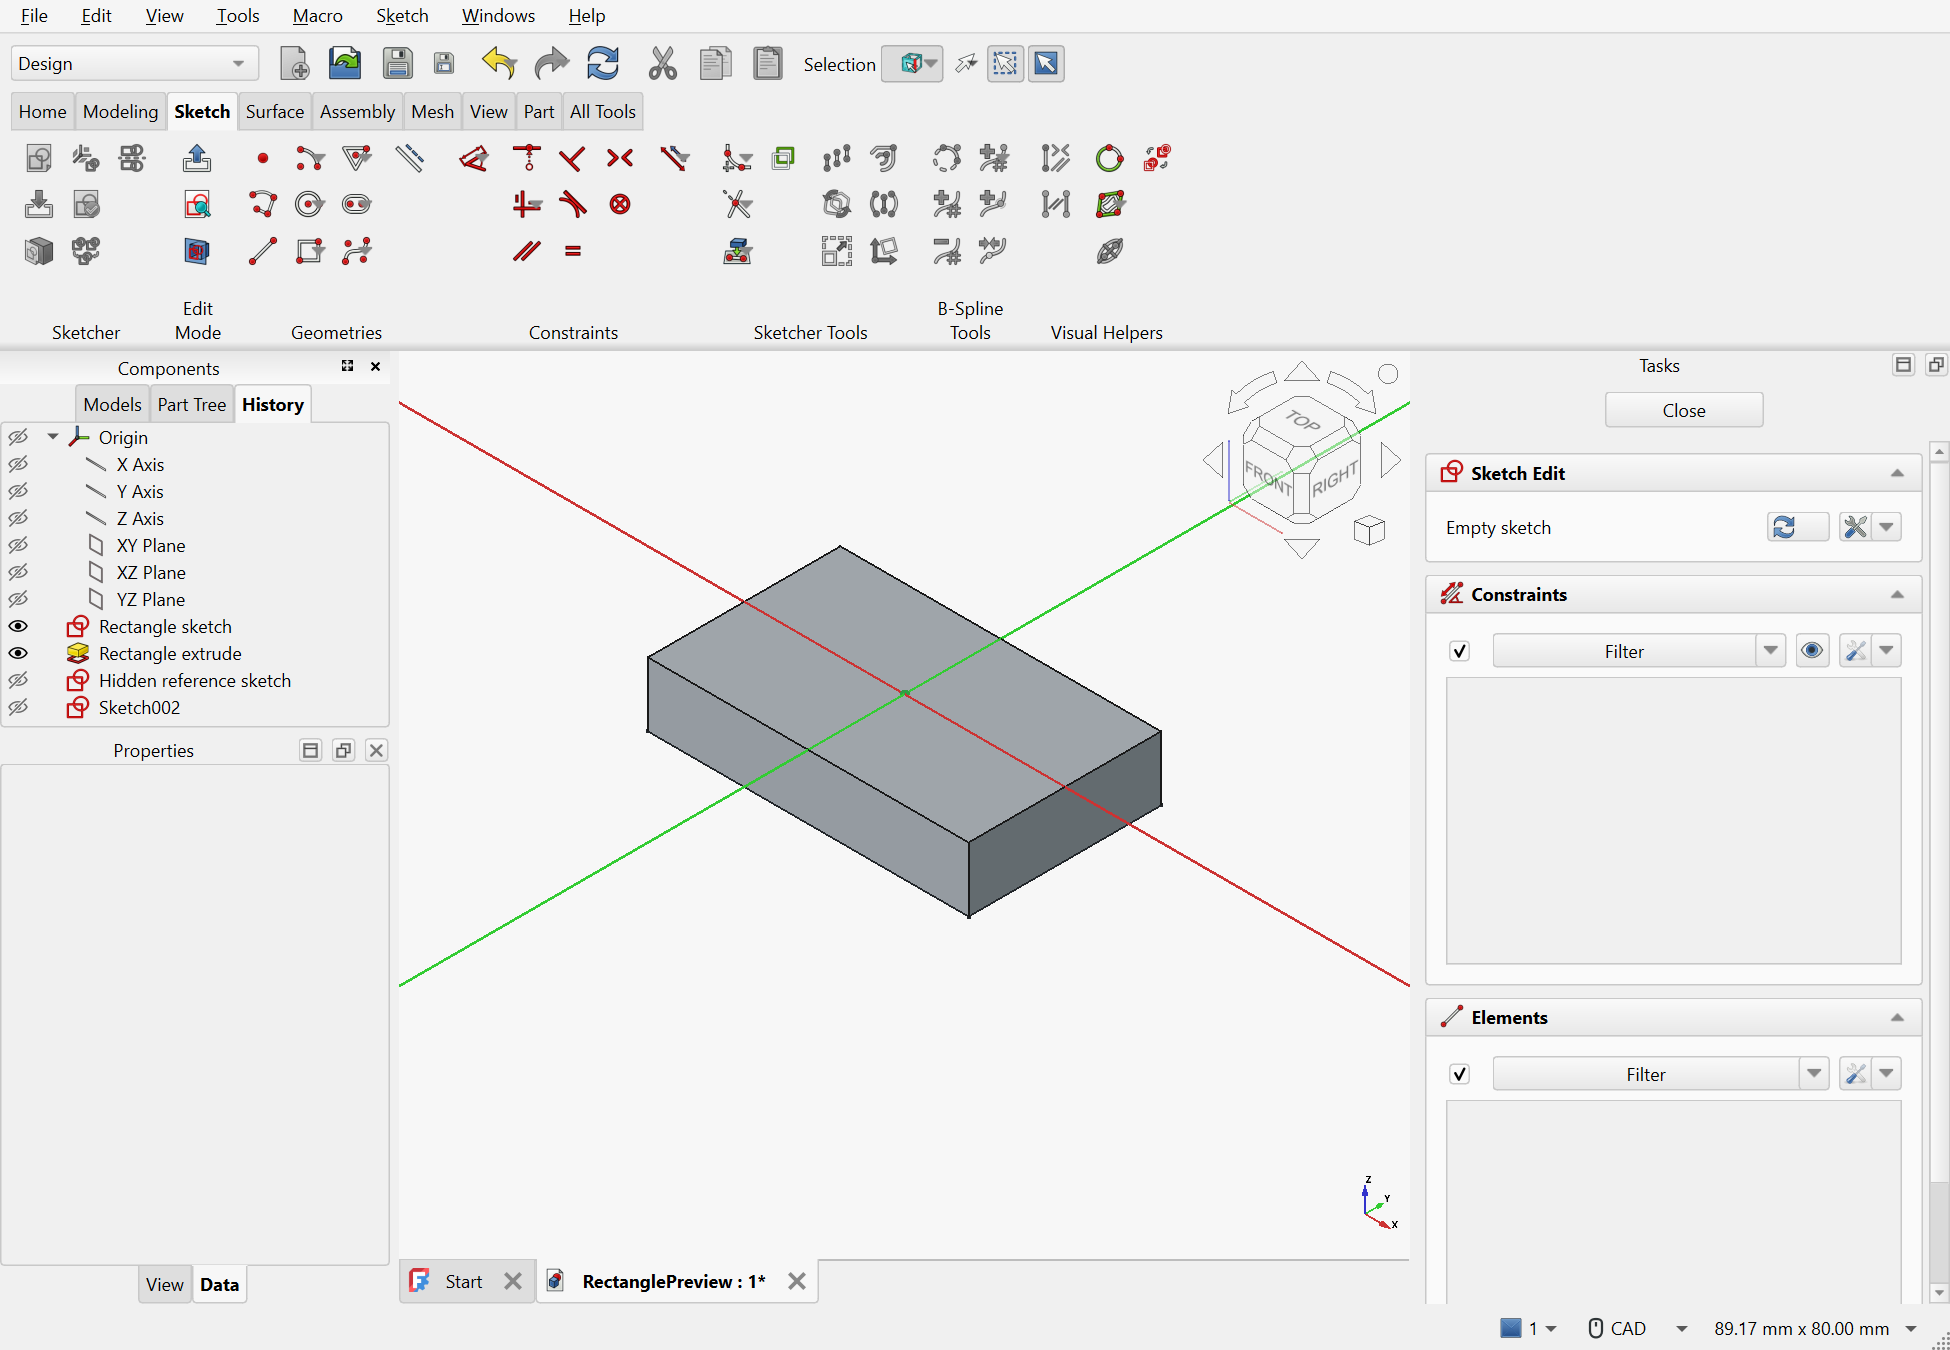 File Edit View Tools Macro Sketch Windows Help
Design Selection
Home Modeling Sketch Surface Assembly Mesh View Part All Tools
Sketcher Edit Mode Geometries Constraints Sketcher Tools B-Spline Tools Visual Helpers
Components
Models Part Tree History
Origin
X Axis
Y Axis
Z Axis
XY Plane
XZ Plane
YZ Plane
Rectangle sketch
Rectangle extrude
Hidden reference sketch
Sketch002
Properties
View Data
TOP
FRONT RIGHT
Z
Y
X
Start RectanglePreview : 1*
Tasks
Close
Sketch Edit
Empty sketch
Constraints
Filter
Elements
Filter
1 CAD 89.17 mm x 80.00 mm